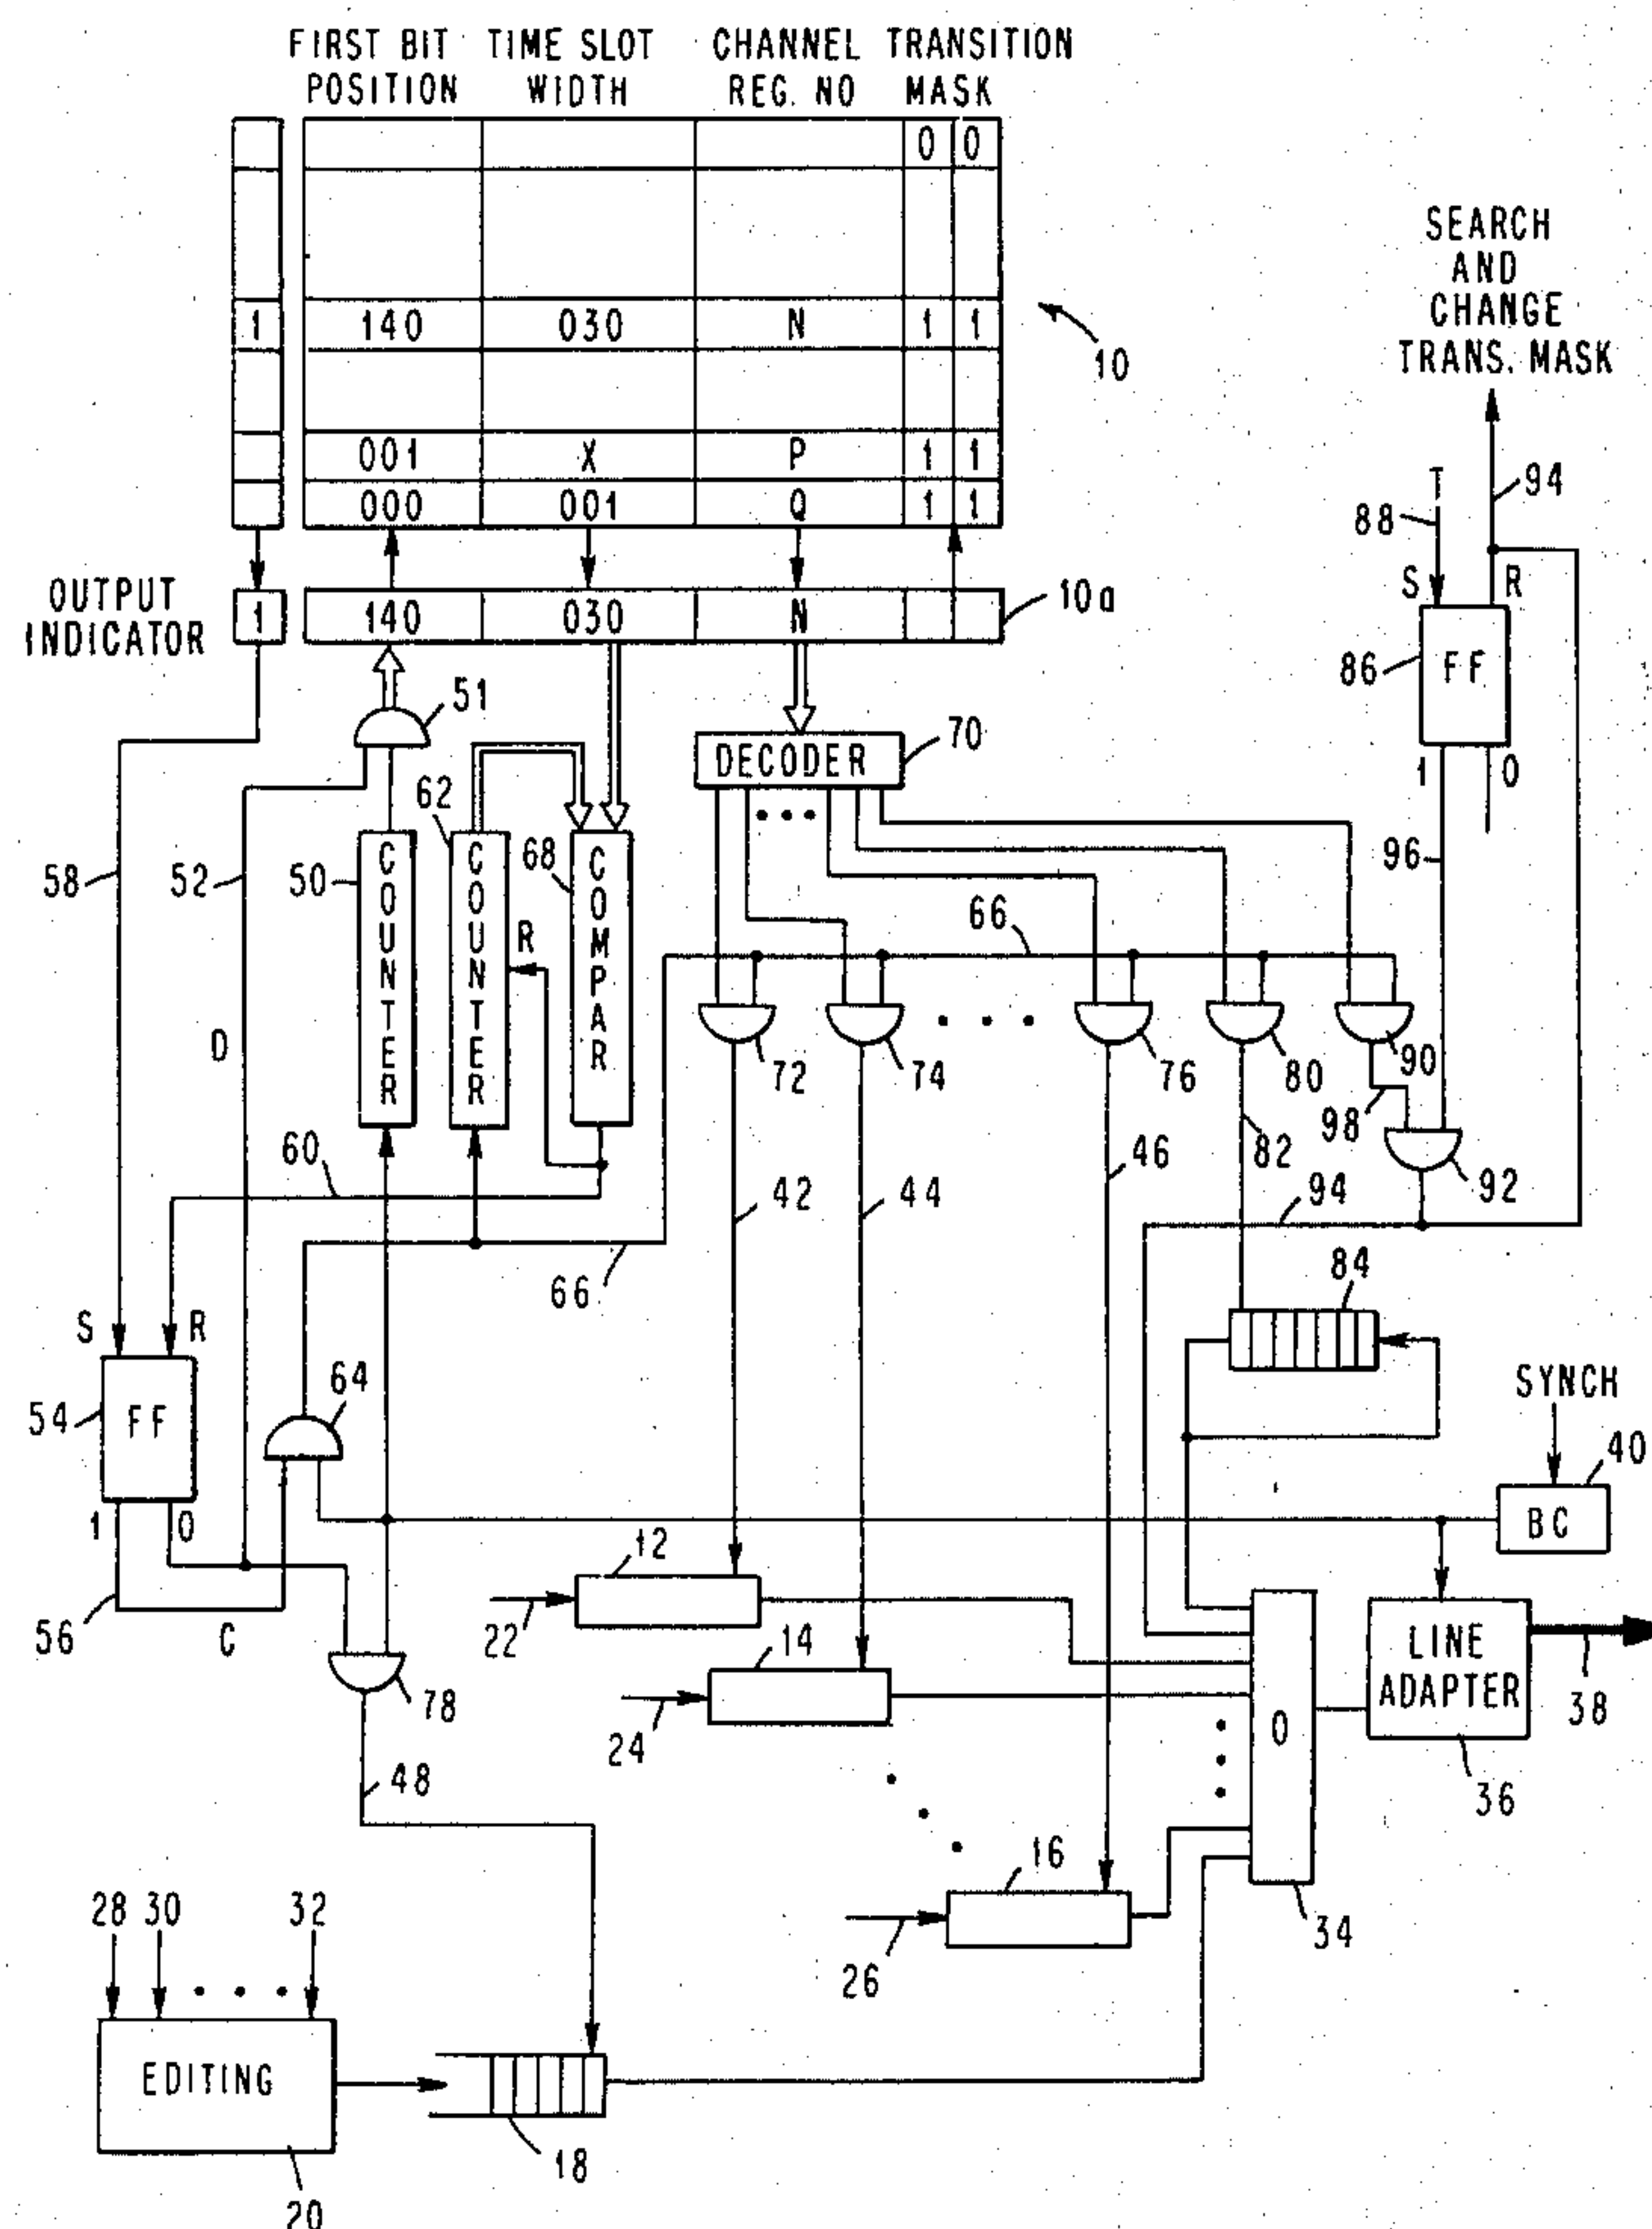 FIRST BIT TIME SLOT CHANNEL TRANSITION
POSITION WIDTH REG. NO MASK
0 0
1 140 030 N 1 1
10
001 X P 1 1
000 001 Q 1 1
SEARCH
AND
CHANGE
TRANS. MASK
94
88
S R
OUTPUT
INDICATOR
1 140 030 N 10a
86 FF
1 0
51
DECODER 70
62
58 52 50 COUNTER COUNTER 68 COMPAR
R
66
96
D
72 74 76 80 90
98
92
60
42 44 46 82
94
66
84
S R
64
54 FF
1 0
SYNCH
40
BC
56
C
12
22
14
24
78
48
0
LINE
ADAPTER
38
36
16
26
34
28 30 32
EDITING
18
20